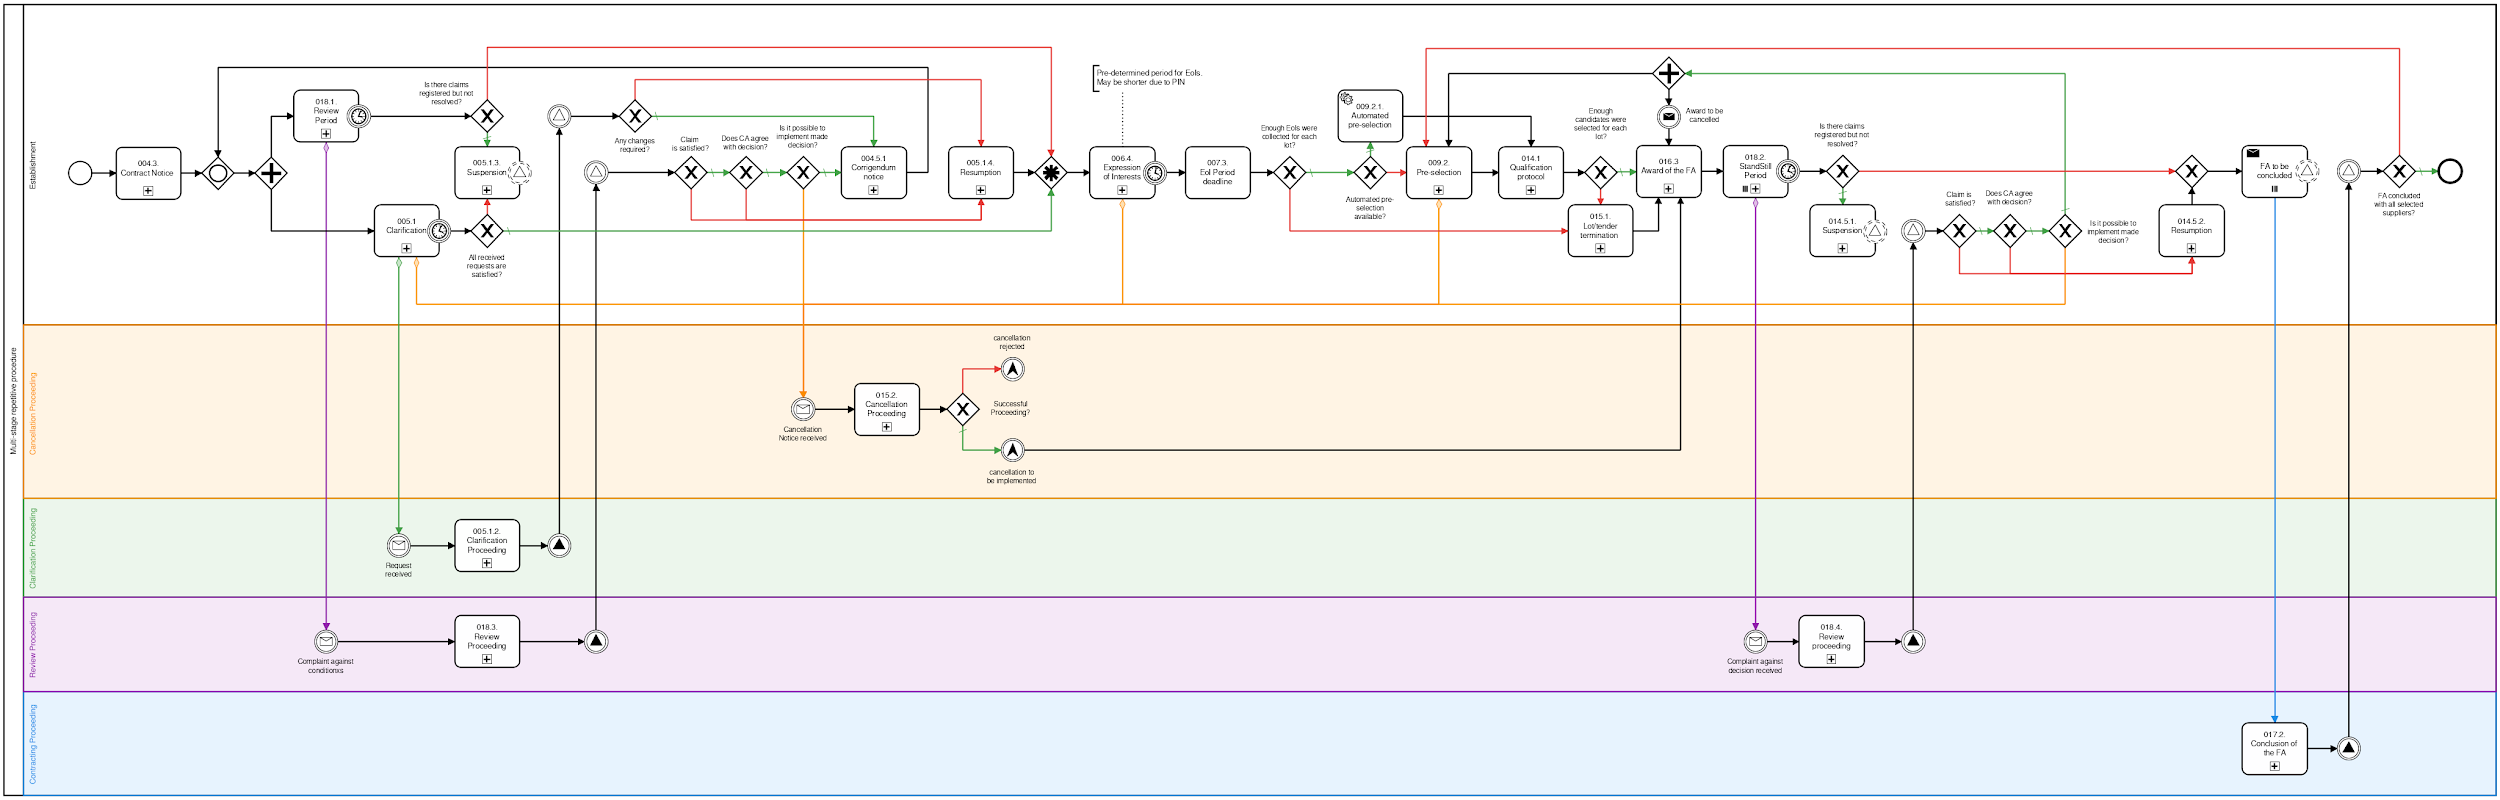 Multi-stage repetitive procedure
Establishment
004.3.
Contract Notice
018.1.
Review
Period
Is there claims
registered but not
resolved?
005.1.3.
Suspension
005.1
Clarification
All received
requests are
satisfied?
Any changes
required?
Claim
is satisfied?
Does CA agree
with decision?
Is it possible to
implement made
decision?
004.5.1
Corrigendum
notice
005.1.4.
Resumption
Pre-determined period for EoIs.
May be shorter due to PIN
006.4.
Expression
of Interests
007.3.
EoI Period
deadline
Enough EoIs were
collected for each
lot?
009.2.1.
Automated
pre-selection
Automated pre-
selection
available?
009.2.
Pre-selection
014.1
Qualification
protocol
Enough
candidates were
selected for each
lot?
015.1.
Lot/tender
termination
Award to be
cancelled
016.3
Award of the FA
018.2.
StandStill
Period
Is there claims
registered but not
resolved?
014.5.1.
Suspension
Claim is
satisfied?
Does CA agree
with decision?
Is it possible to
implement made
decision?
014.5.2.
Resumption
FA to be
concluded
FA concluded
with all selected
suppliers?
Cancellation Proceeding
Cancellation
Notice received
015.2.
Cancellation
Proceeding
cancellation
rejected
Successful
Proceeding?
cancellation to
be implemented
Clarification Proceeding
Request
received
005.1.2.
Clarification
Proceeding
Review Proceeding
Complaint against
conditionxs
018.3.
Review
Proceeding
Complaint against
decision received
018.4.
Review
proceeding
Contracting Proceeding
017.2.
Conclusion of
the FA